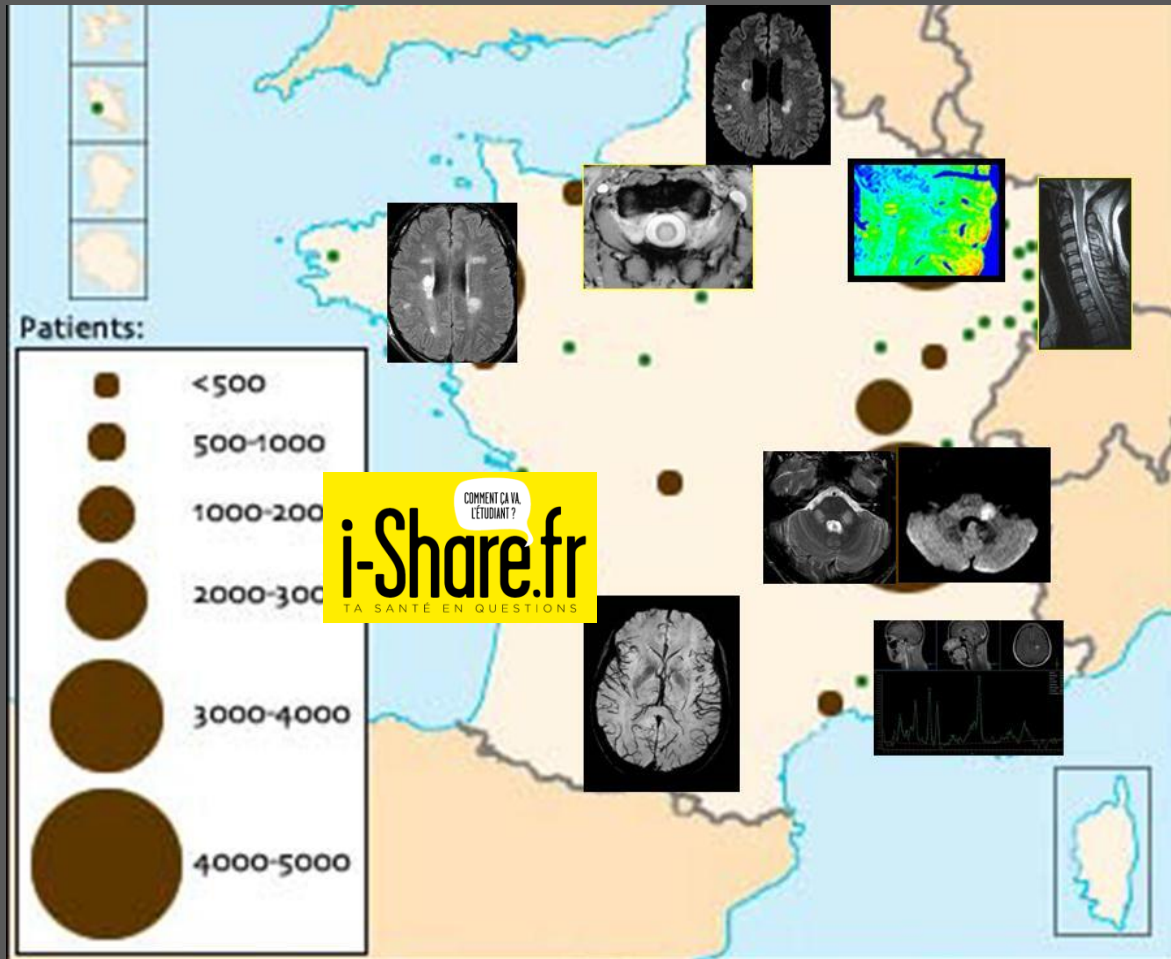 Patients:
<500
500-1000
1000-200
2000-300
3000-4000
4000-5000
COMMENT ÇA VA,
L'ÉTUDIANT ?
i-Share.fr
TA SANTÉ EN QUESTIONS